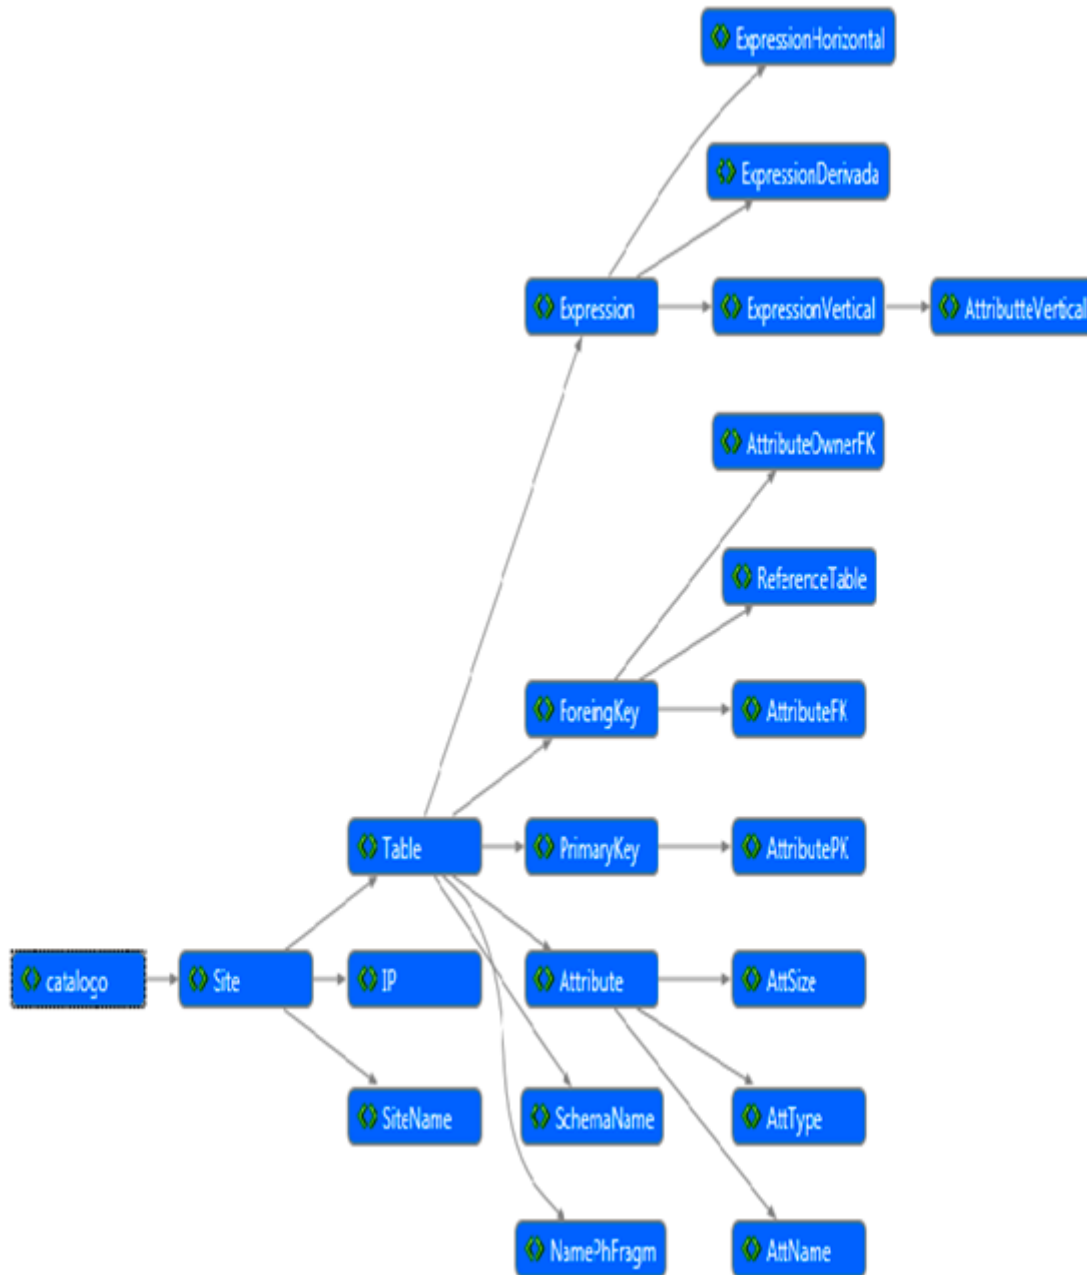 ExpressionHorizontal
ExpressionDerivada
Expression
ExpressionVertical
AttributteVertical
AttributeOwnerFK
ReferenceTable
ForeingKey
AttributeFK
Table
PrimaryKey
AttributePK
catalogo
Site
IP
Attribute
AttSize
SiteName
SchemaName
AttType
NamePhFragm
AttName